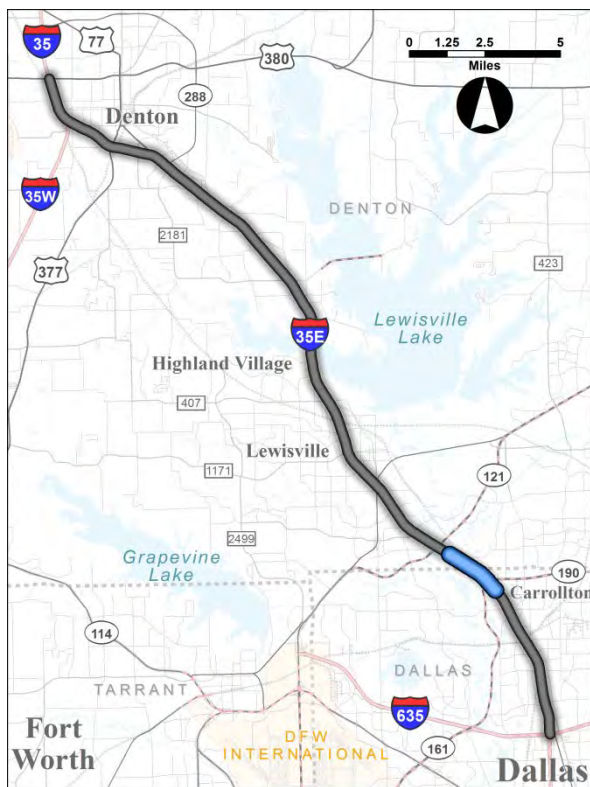 35
77
380
0 1.25 2.5 5
Miles
288
Denton
35W
DENTON
2181
377
423
35E
Lewisville
Lake
Highland Village
407
Lewisville
1171
121
2499
Grapevine
Lake
190
Carrollton
114
DALLAS
TARRANT
635
Fort
Worth
DFW
INTERNATIONAL
161
Dallas